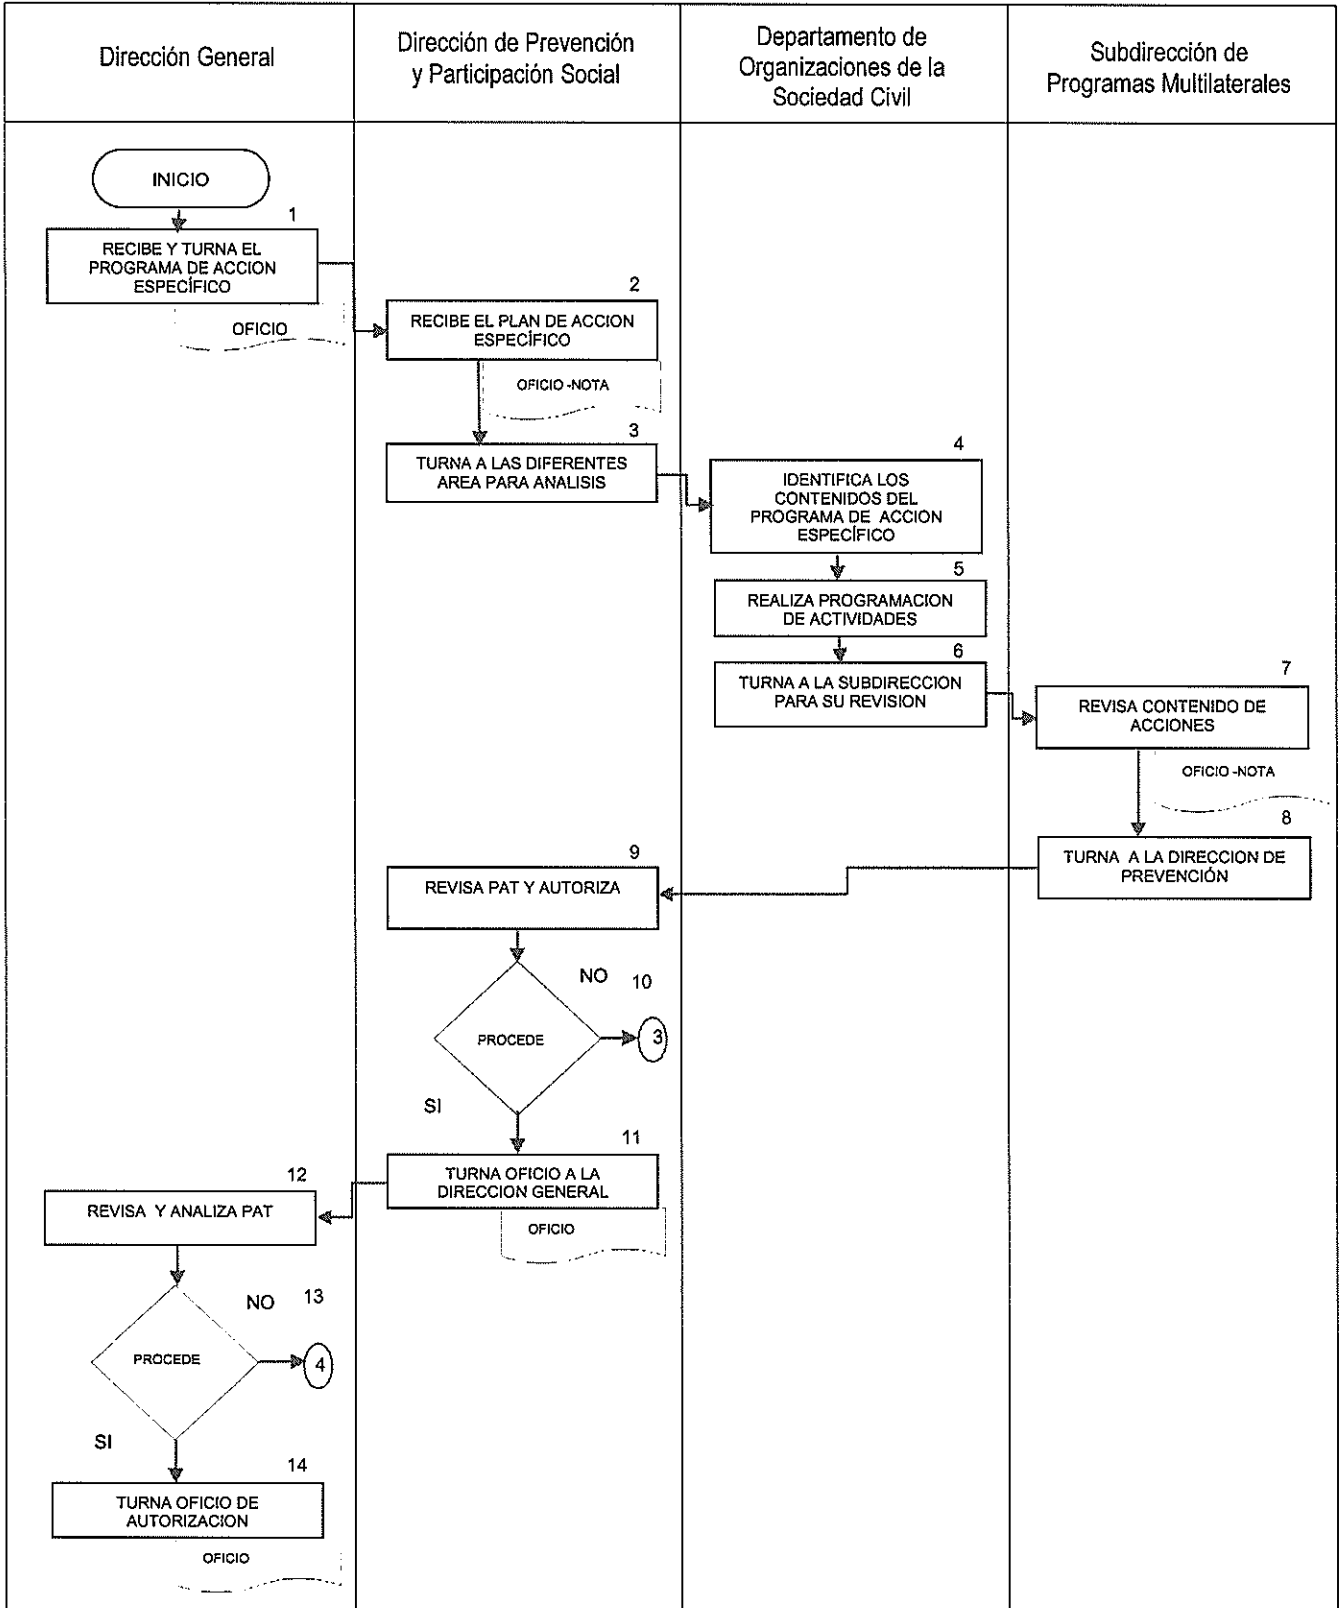 Dirección General
Dirección de Prevención
y Participación Social
Departamento de
Organizaciones de la
Sociedad Civil
Subdirección de
Programas Multilaterales
INICIO
1
RECIBE Y TURNA EL
PROGRAMA DE ACCION
ESPECÍFICO
OFICIO
2
RECIBE EL PLAN DE ACCION
ESPECÍFICO
OFICIO -NOTA
3
TURNA A LAS DIFERENTES
AREA PARA ANALISIS
4
IDENTIFICA LOS
CONTENIDOS DEL
PROGRAMA DE ACCION
ESPECÍFICO
5
REALIZA PROGRAMACION
DE ACTIVIDADES
6
TURNA A LA SUBDIRECCION
PARA SU REVISION
7
REVISA CONTENIDO DE
ACCIONES
OFICIO -NOTA
8
TURNA A LA DIRECCION DE
PREVENCIÓN
9
REVISA PAT Y AUTORIZA
NO 10
PROCEDE
3
SI
11
TURNA OFICIO A LA
DIRECCION GENERAL
OFICIO
12
REVISA Y ANALIZA PAT
NO 13
PROCEDE
4
SI
14
TURNA OFICIO DE
AUTORIZACION
OFICIO